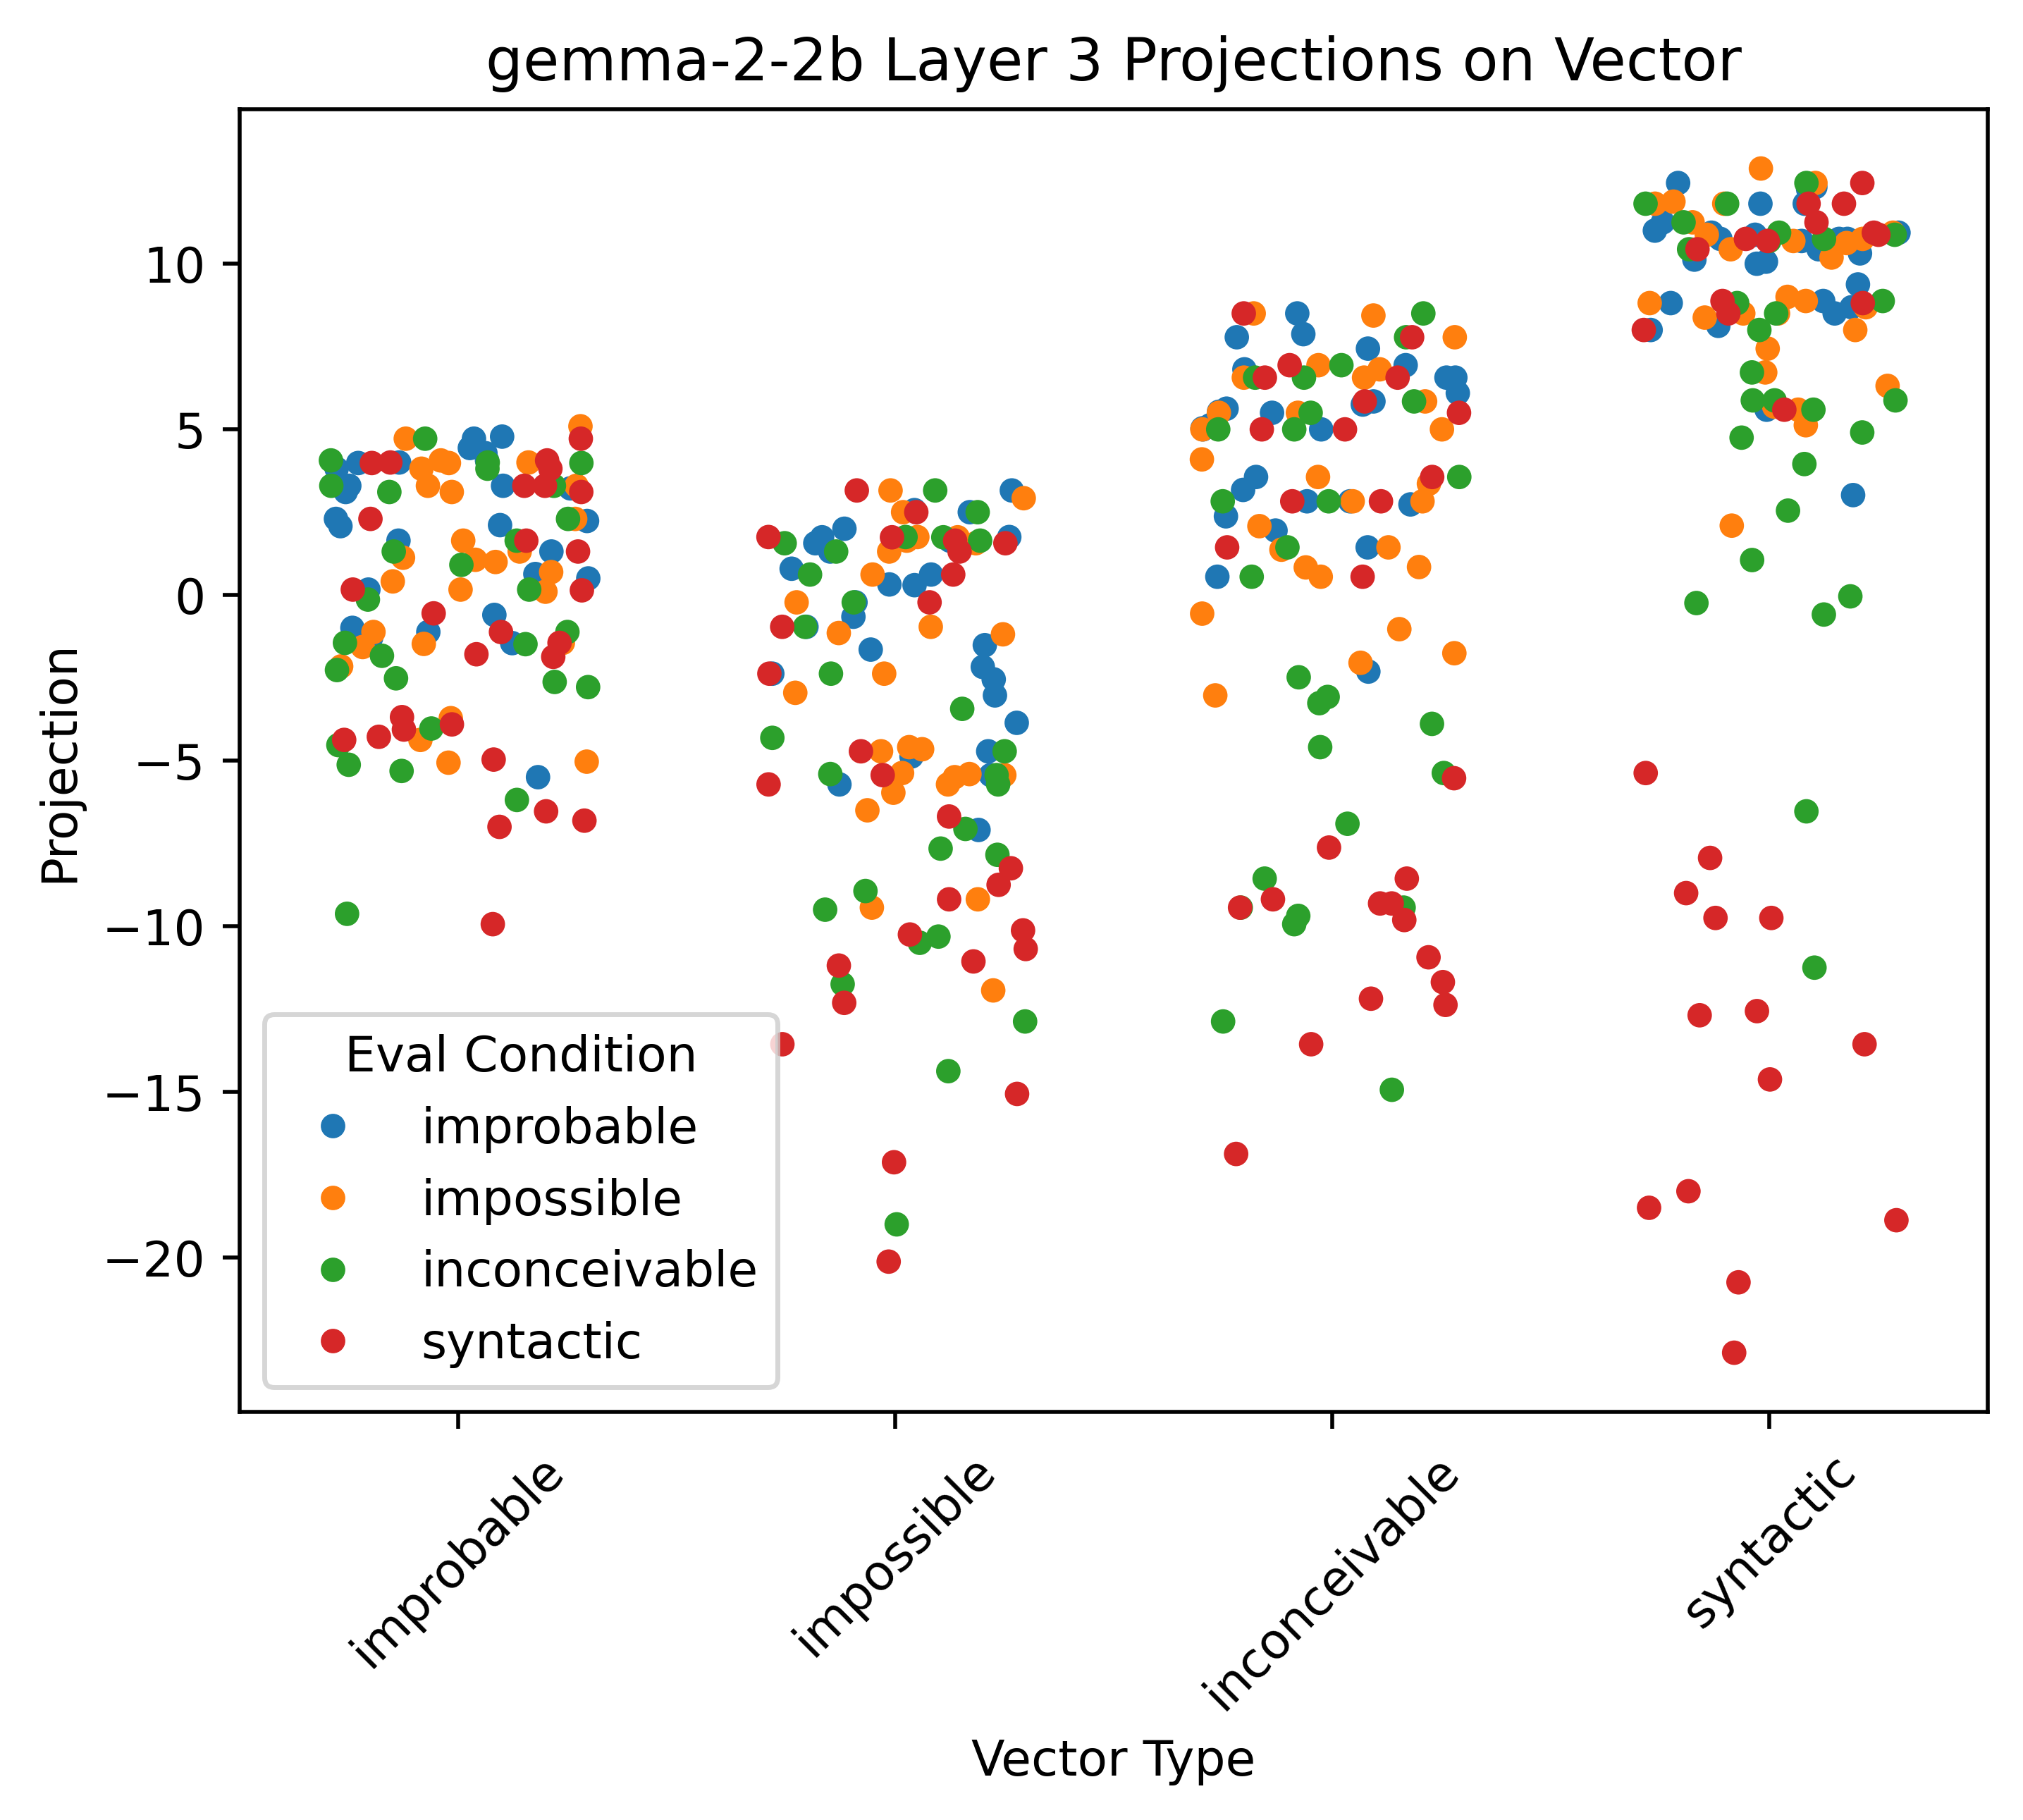 gemma-2-2b Layer 3 Projections on Vector
Projection
10
5
0
−5
−10
−15
−20
Eval Condition
improbable
impossible
inconceivable
syntactic
improbable
impossible
inconceivable
syntactic
Vector Type